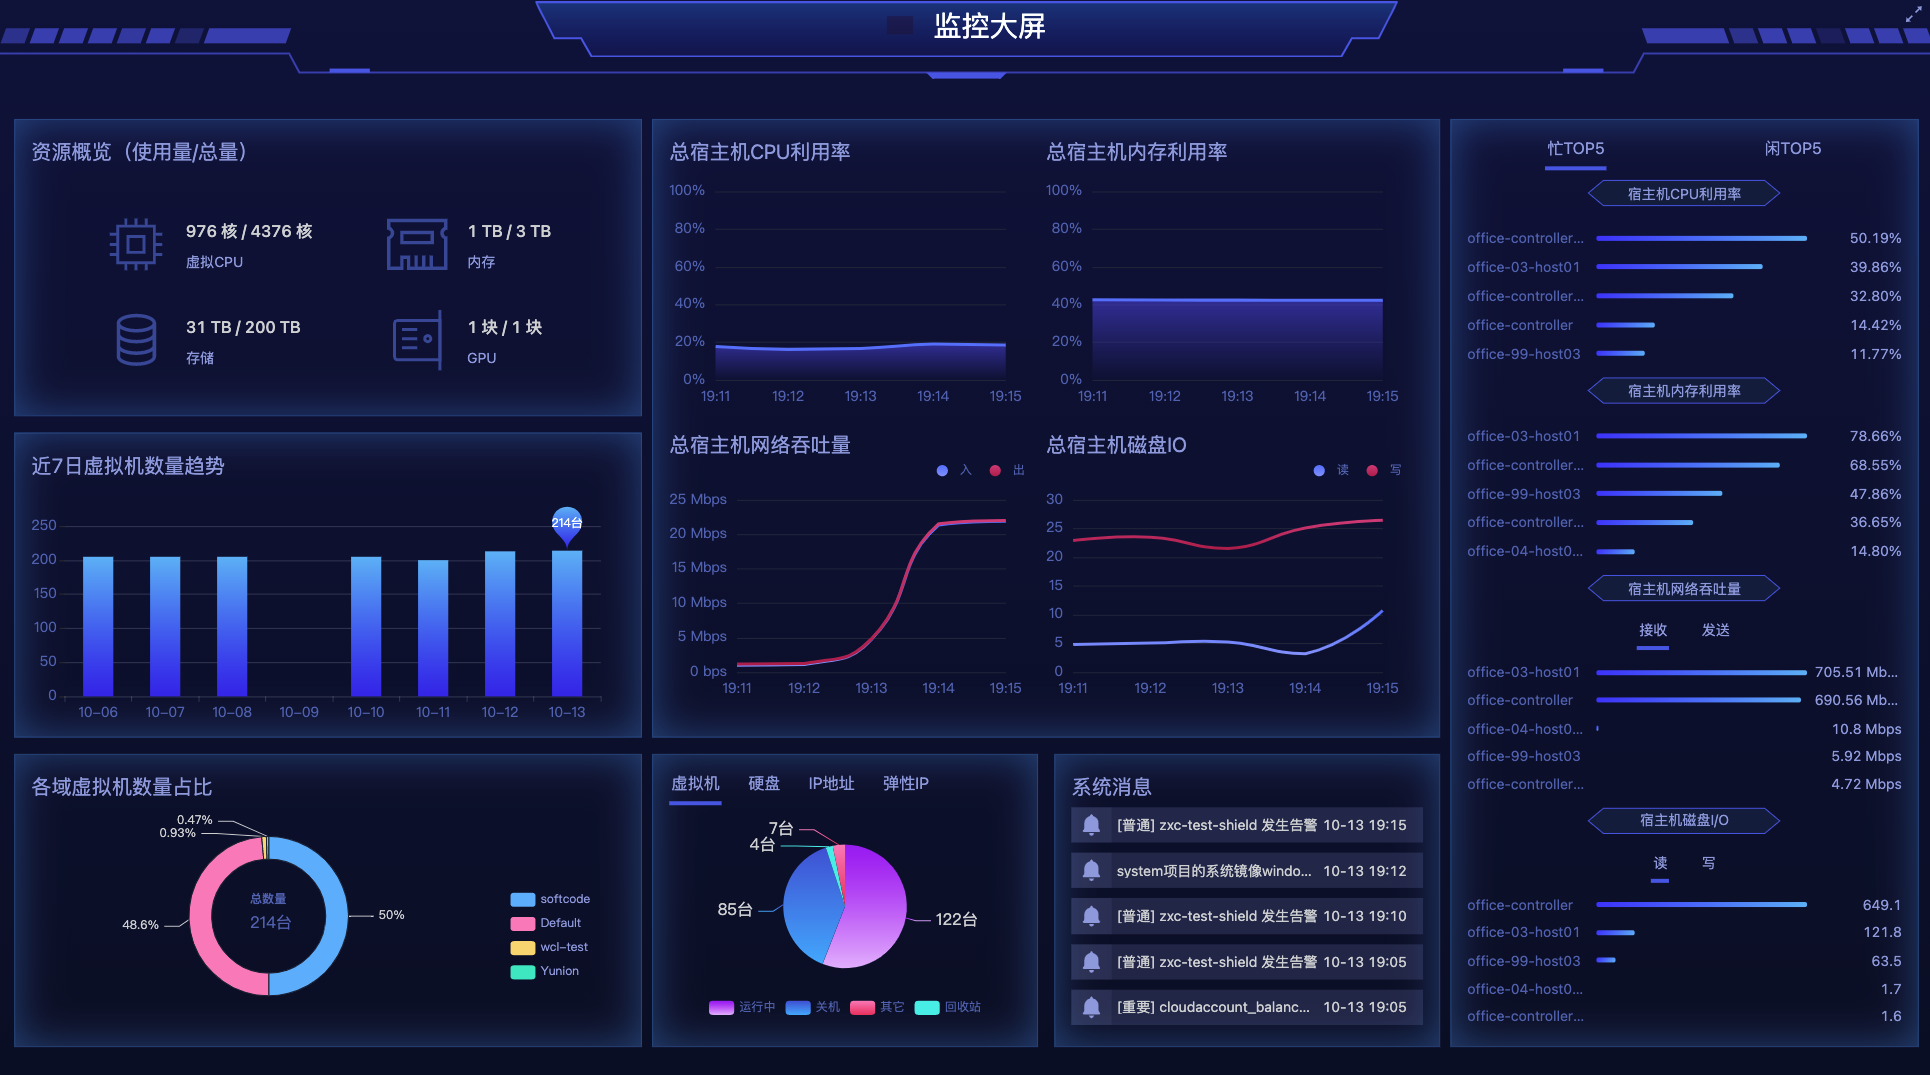 监控大屏
资源概览（使用量/总量）
976 核 / 4376 核
虚拟CPU
1 TB / 3 TB
内存
31 TB / 200 TB
存储
1 块 / 1 块
GPU
近7日虚拟机数量趋势
214台
250
200
150
100
50
0
10-06 10-07 10-08 10-09 10-10 10-11 10-12 10-13
各域虚拟机数量占比
0.47%
0.93%
48.6%
50%
总数量
214台
softcode
Default
wcl-test
Yunion
总宿主机CPU利用率
100%
80%
60%
40%
20%
0%
19:11 19:12 19:13 19:14 19:15
总宿主机内存利用率
100%
80%
60%
40%
20%
0%
19:11 19:12 19:13 19:14 19:15
总宿主机网络吞吐量
入 出
25 Mbps
20 Mbps
15 Mbps
10 Mbps
5 Mbps
0 bps
19:11 19:12 19:13 19:14 19:15
总宿主机磁盘IO
读 写
30
25
20
15
10
5
0
19:11 19:12 19:13 19:14 19:15
虚拟机 硬盘 IP地址 弹性IP
7台
4台
85台
122台
运行中 关机 其它 回收站
系统消息
[普通] zxc-test-shield 发生告警 10-13 19:15
system项目的系统镜像windo... 10-13 19:12
[普通] zxc-test-shield 发生告警 10-13 19:10
[普通] zxc-test-shield 发生告警 10-13 19:05
[重要] cloudaccount_balanc... 10-13 19:05
忙TOP5 闲TOP5
宿主机CPU利用率
office-controller... 50.19%
office-03-host01 39.86%
office-controller... 32.80%
office-controller 14.42%
office-99-host03 11.77%
宿主机内存利用率
office-03-host01 78.66%
office-controller... 68.55%
office-99-host03 47.86%
office-controller... 36.65%
office-04-host0... 14.80%
宿主机网络吞吐量
接收 发送
office-03-host01 705.51 Mb...
office-controller 690.56 Mb...
office-04-host0... 10.8 Mbps
office-99-host03 5.92 Mbps
office-controller... 4.72 Mbps
宿主机磁盘I/O
读 写
office-controller 649.1
office-03-host01 121.8
office-99-host03 63.5
office-04-host0... 1.7
office-controller... 1.6